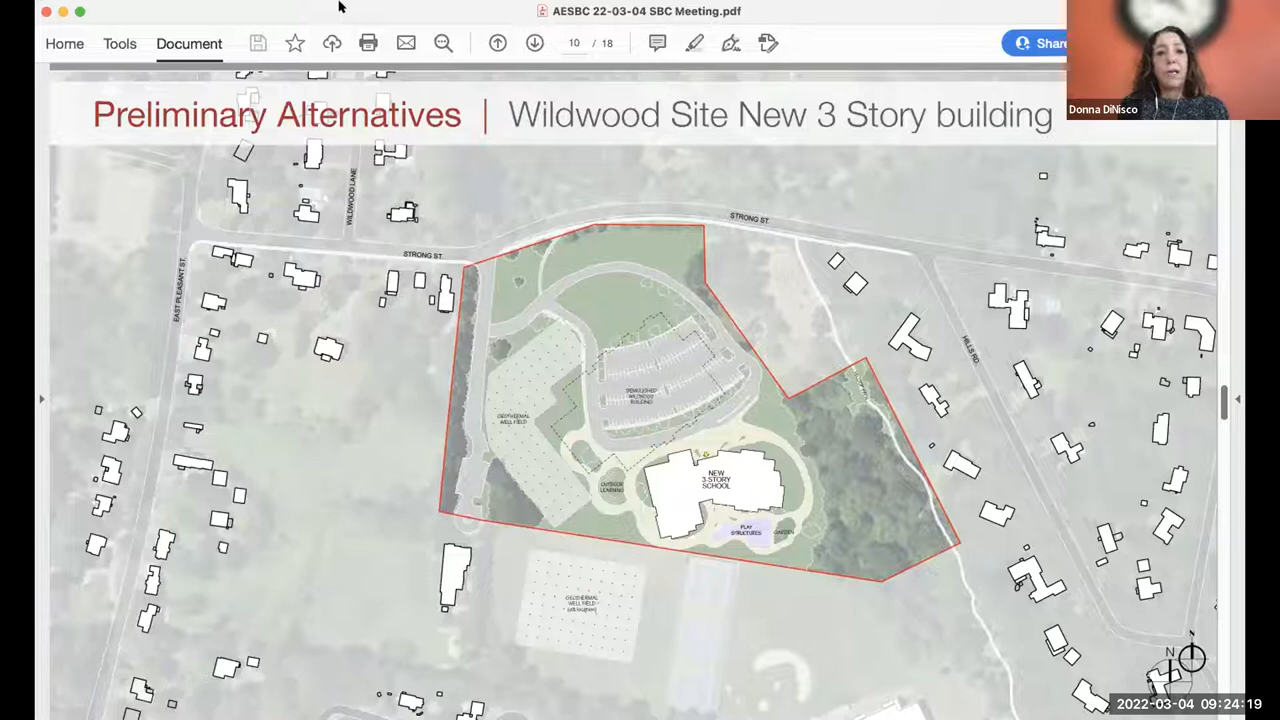 AESBC 22-03-04 SBC Meeting.pdf
Home Tools Document 10 / 18 Share
Donna DiNisco
Preliminary Alternatives | Wildwood Site New 3 Story building
WILDWOOD LANE
STRONG ST.
STRONG ST.
EAST PLEASANT ST.
HILLS RD.
DEMOLISHED
WILDWOOD
BUILDING
GEOTHERMAL
WELL FIELD
NEW
3-STORY
SCHOOL
OUTDOOR
LEARNING
PLAY
STRUCTURES
GARDEN
GEOTHERMAL
WELL FIELD
N
N
2022-03-04 09:24:19